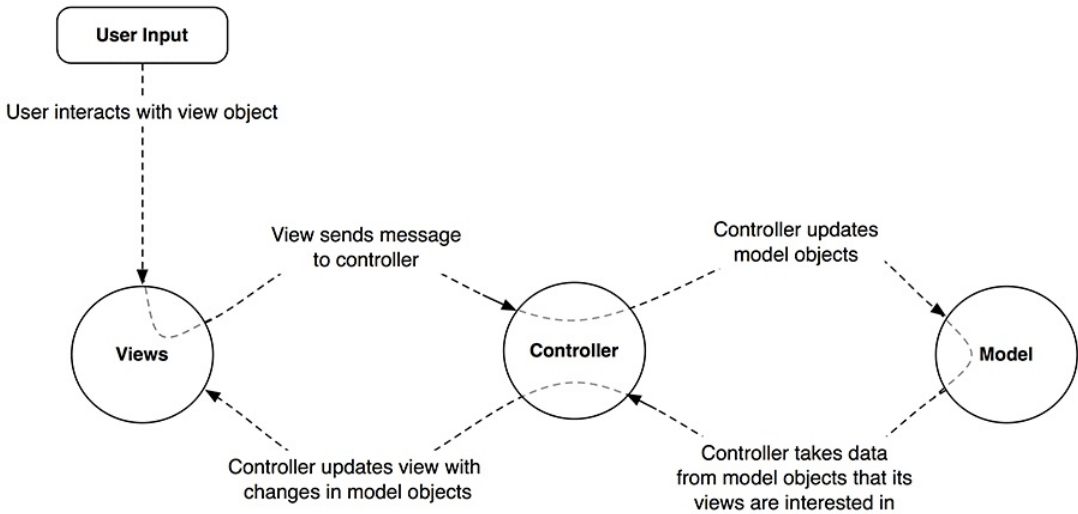 User Input
User interacts with view object
View sends message
to controller
Controller updates
model objects
Views
Controller
Model
Controller updates view with
changes in model objects
Controller takes data
from model objects that its
views are interested in